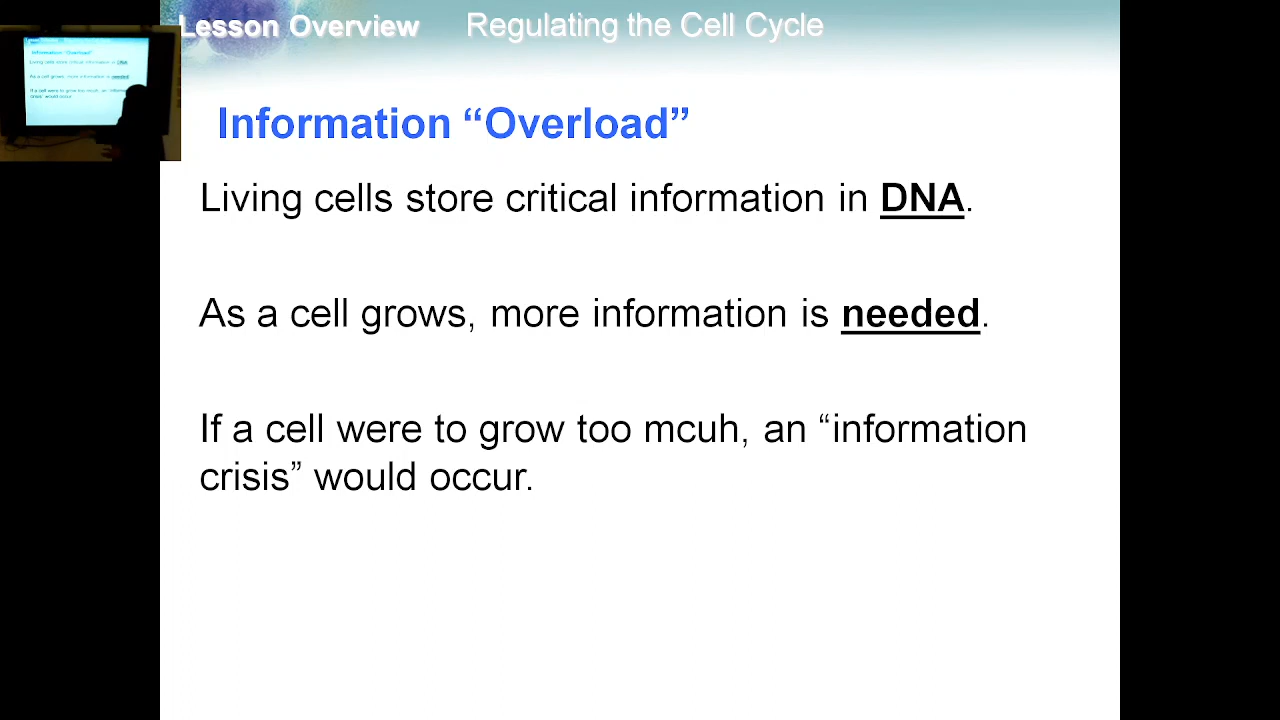 Lesson Overview    Regulating the Cell Cycle
Information “Overload”
Living cells store critical information in DNA.
As a cell grows, more information is needed.
If a cell were to grow too mcuh, an “information
crisis” would occur.